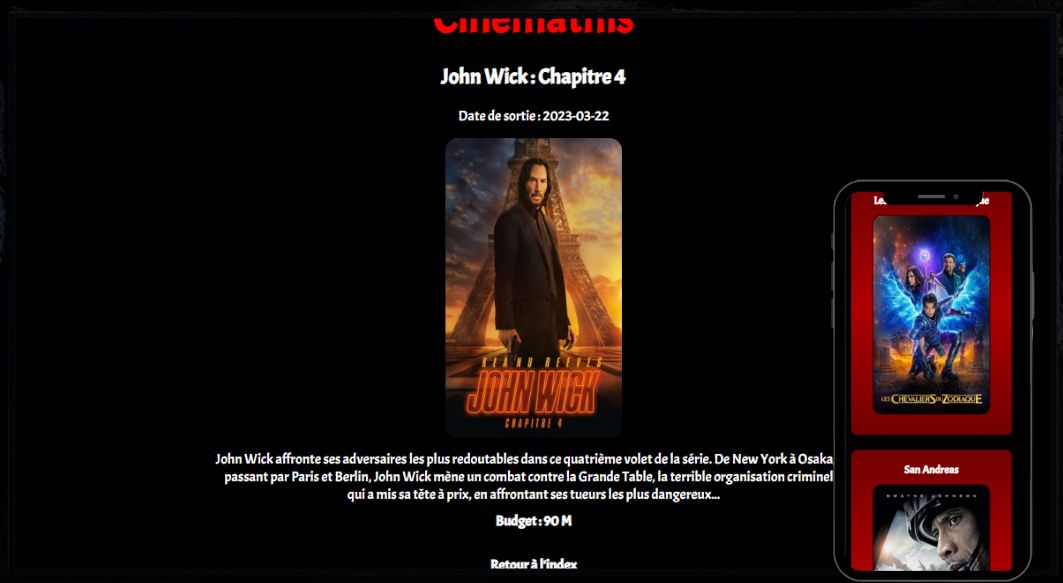 Cinémathis
John Wick : Chapitre 4
Date de sortie : 2023-03-22
KEANU REEVES
JOHN WICK
CHAPITRE 4
John Wick affronte ses adversaires les plus redoutables dans ce quatrième volet de la série. De New York à Osaka,
passant par Paris et Berlin, John Wick mène un combat contre la Grande Table, la terrible organisation criminel
qui a mis sa tête à prix, en affrontant ses tueurs les plus dangereux...
Budget : 90 M
Retour à l'index
LES CHEVALIERS DU ZODIAQUE
San Andreas
DWAYNE JOHNSON